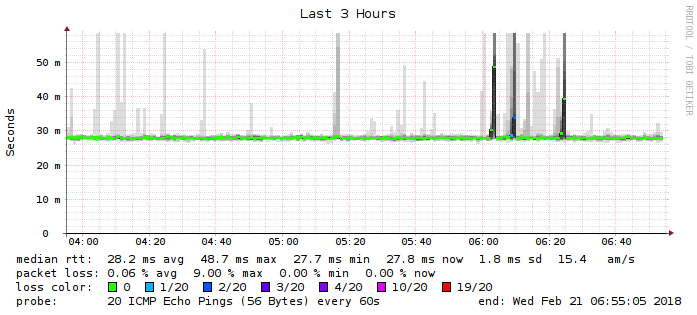 Last 3 Hours
RRDTOOL / TOBI OETIKER
Seconds
50 m
40 m
30 m
20 m
10 m
0
04:00 04:20 04:40 05:00 05:20 05:40 06:00 06:20 06:40
median rtt: 28.2 ms avg 48.7 ms max 27.7 ms min 27.8 ms now 1.8 ms sd 15.4 am/s
packet loss: 0.06 % avg 9.00 % max 0.00 % min 0.00 % now
loss color: 0 1/20 2/20 3/20 4/20 10/20 19/20
probe: 20 ICMP Echo Pings (56 Bytes) every 60s end: Wed Feb 21 06:55:05 2018